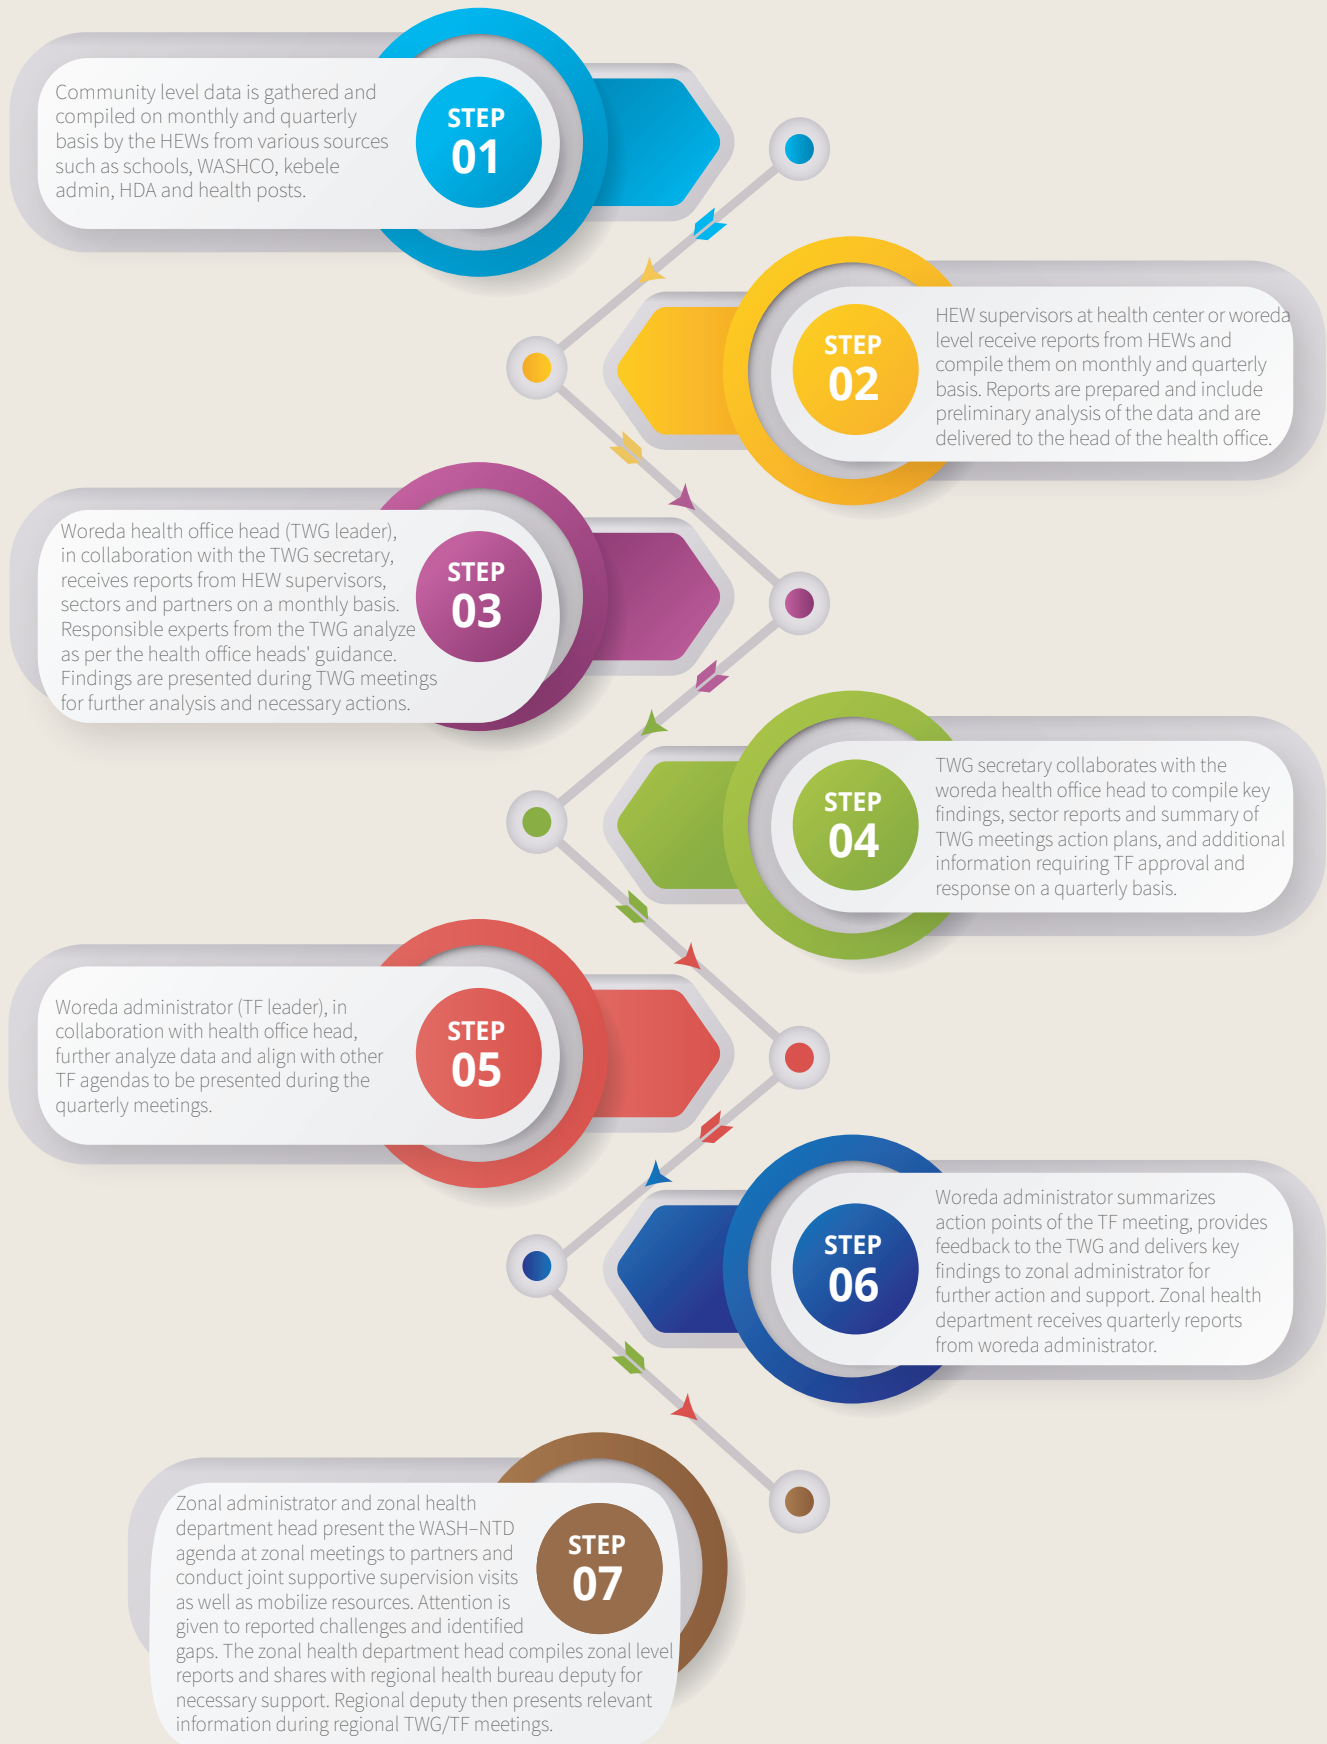 Community level data is gathered and
compiled on monthly and quarterly
basis by the HEWs from various sources
such as schools, WASHCO, kebele
admin, HDA and health posts.
STEP
01
HEW supervisors at health center or woreda
level receive reports from HEWs and
compile them on monthly and quarterly
basis. Reports are prepared and include
preliminary analysis of the data and are
delivered to the head of the health office.
STEP
02
Woreda health office head (TWG leader),
in collaboration with the TWG secretary,
receives reports from HEW supervisors,
sectors and partners on a monthly basis.
Responsible experts from the TWG analyze
as per the health office heads' guidance.
Findings are presented during TWG meetings
for further analysis and necessary actions.
STEP
03
TWG secretary collaborates with the
woreda health office head to compile key
findings, sector reports and summary of
TWG meetings action plans, and additional
information requiring TF approval and
response on a quarterly basis.
STEP
04
Woreda administrator (TF leader), in
collaboration with health office head,
further analyze data and align with other
TF agendas to be presented during the
quarterly meetings.
STEP
05
Woreda administrator summarizes
action points of the TF meeting, provides
feedback to the TWG and delivers key
findings to zonal administrator for
further action and support. Zonal health
department receives quarterly reports
from woreda administrator.
STEP
06
Zonal administrator and zonal health
department head present the WASH–NTD
agenda at zonal meetings to partners and
conduct joint supportive supervision visits
as well as mobilize resources. Attention is
given to reported challenges and identified
gaps. The zonal health department head compiles zonal level
reports and shares with regional health bureau deputy for
necessary support. Regional deputy then presents relevant
information during regional TWG/TF meetings.
STEP
07